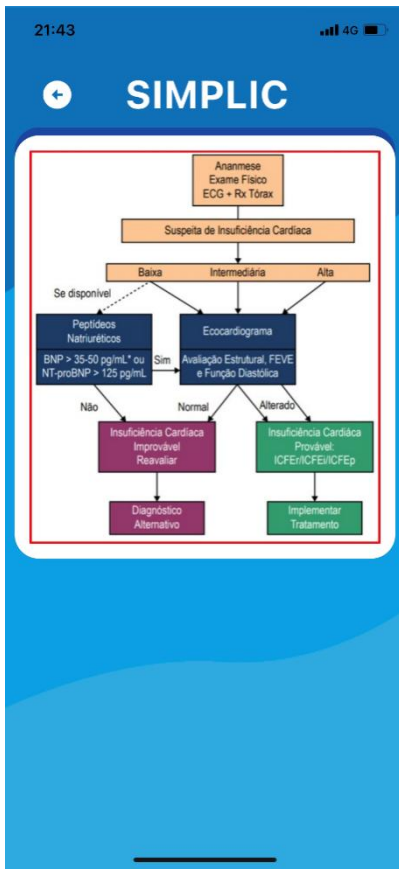 21:43
4G
SIMPLIC
Ananmese
Exame Físico
ECG + Rx Tórax
Suspeita de Insuficiência Cardíaca
Baixa Intermediária Alta
Se disponível
Peptídeos
Natriuréticos
BNP > 35-50 pg/mL* ou
NT-proBNP > 125 pg/mL
Sim
Ecocardiograma
Avaliação Estrutural, FEVE
e Função Diastólica
Não
Normal
Alterado
Insuficiência Cardíaca
Improvável
Reavaliar
Insuficiência Cardiáca
Provável:
ICFEr/ICFEi/ICFEp
Diagnóstico
Alternativo
Implementar
Tratamento